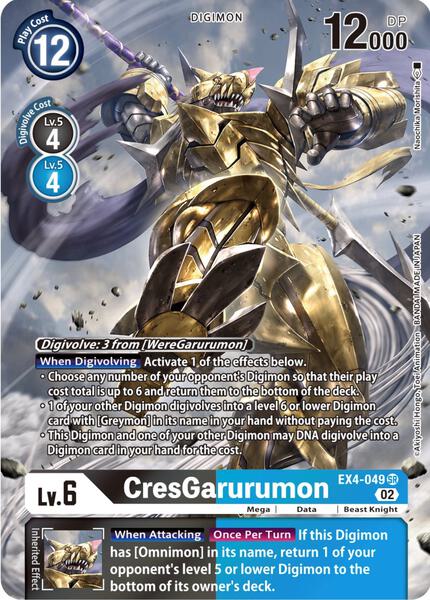 Play Cost
12
DIGIMON
DP
12000
Digivolve Cost
Lv.5
4
Lv.5
4
Naochika Morishita
©Akiyoshi Hongo, Toei Animation • BANDAI MADE IN JAPAN
Digivolve: 3 from [WereGarurumon]
When Digivolving Activate 1 of the effects below.
• Choose any number of your opponent's Digimon so that their play
cost total is up to 6 and return them to the bottom of the deck.
• 1 of your other Digimon digivolves into a level 6 or lower Digimon
card with [Greymon] in its name in your hand without paying the cost.
• This Digimon and one of your other Digimon may DNA digivolve into a
Digimon card in your hand for the cost.
EX4-049 SR
Lv.6
CresGarurumon
02
Mega
Data
Beast Knight
Inherited Effect
When Attacking Once Per Turn If this Digimon
has [Omnimon] in its name, return 1 of your
opponent's level 5 or lower Digimon to the
bottom of its owner's deck.